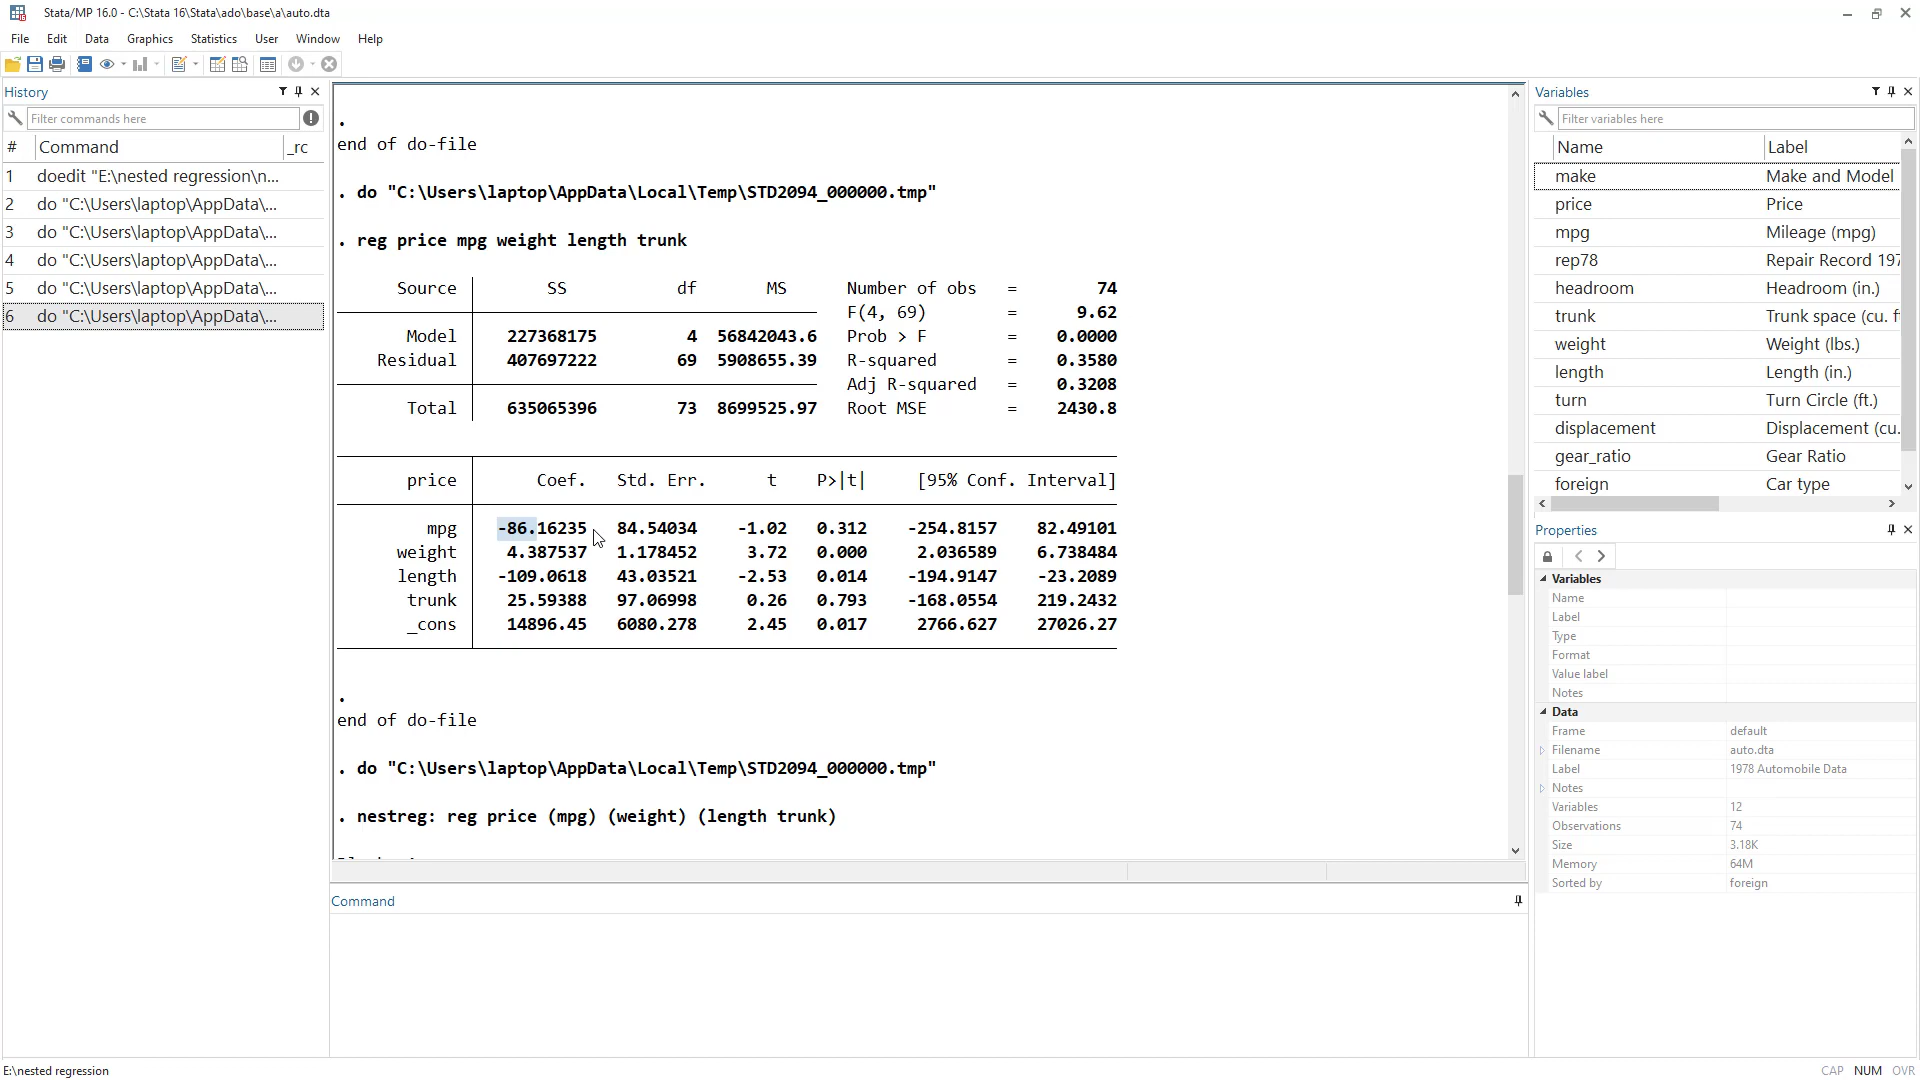 Stata/MP 16.0 - C:\Stata 16\Stata\ado\base\a\auto.dta
File Edit Data Graphics Statistics User Window Help
History
Filter commands here
# Command _rc
1 doedit "E:\nested regression\n...
2 do "C:\Users\laptop\AppData\...
3 do "C:\Users\laptop\AppData\...
4 do "C:\Users\laptop\AppData\...
5 do "C:\Users\laptop\AppData\...
6 do "C:\Users\laptop\AppData\...
.
end of do-file
. do "C:\Users\laptop\AppData\Local\Temp\STD2094_000000.tmp"
. reg price mpg weight length trunk
Source SS df MS Number of obs = 74
F(4, 69) = 9.62
Model 227368175 4 56842043.6 Prob > F = 0.0000
Residual 407697222 69 5908655.39 R-squared = 0.3580
Adj R-squared = 0.3208
Total 635065396 73 8699525.97 Root MSE = 2430.8
price Coef. Std. Err. t P>|t| [95% Conf. Interval]
mpg -86.16235 84.54034 -1.02 0.312 -254.8157 82.49101
weight 4.387537 1.178452 3.72 0.000 2.036589 6.738484
length -109.0618 43.03521 -2.53 0.014 -194.9147 -23.2089
trunk 25.59388 97.06998 0.26 0.793 -168.0554 219.2432
_cons 14896.45 6080.278 2.45 0.017 2766.627 27026.27
.
end of do-file
. do "C:\Users\laptop\AppData\Local\Temp\STD2094_000000.tmp"
. nestreg: reg price (mpg) (weight) (length trunk)
Command
Variables
Filter variables here
Name Label
make Make and Model
price Price
mpg Mileage (mpg)
rep78 Repair Record 197
headroom Headroom (in.)
trunk Trunk space (cu. f
weight Weight (lbs.)
length Length (in.)
turn Turn Circle (ft.)
displacement Displacement (cu.
gear_ratio Gear Ratio
foreign Car type
Properties
Variables
Name
Label
Type
Format
Value label
Notes
Data
Frame default
Filename auto.dta
Label 1978 Automobile Data
Notes
Variables 12
Observations 74
Size 3.18K
Memory 64M
Sorted by foreign
E:\nested regression
CAP NUM OVR